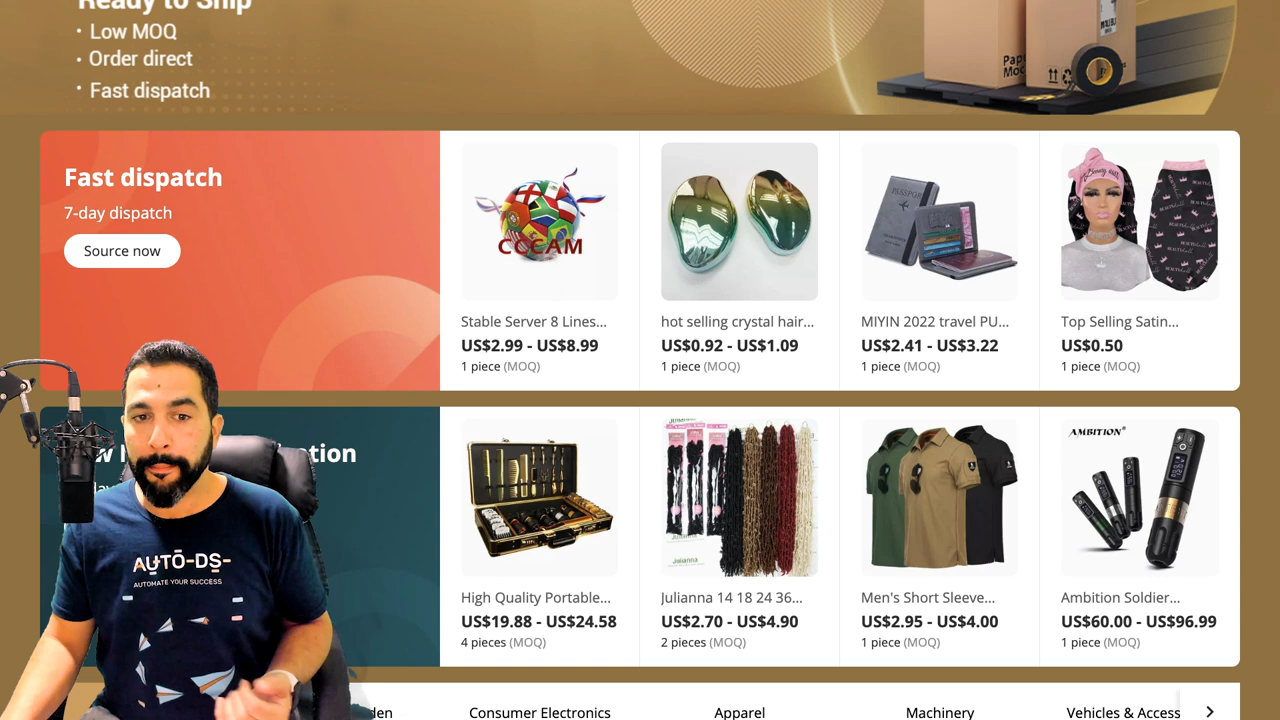 Ready to Ship
• Low MOQ
• Order direct
• Fast dispatch
Fast dispatch
7-day dispatch
Source now
CCCAM
PASSPORT
Stable Server 8 Lines...
US$2.99 - US$8.99
1 piece (MOQ)
hot selling crystal hair...
US$0.92 - US$1.09
1 piece (MOQ)
MIYIN 2022 travel PU...
US$2.41 - US$3.22
1 piece (MOQ)
Top Selling Satin...
US$0.50
1 piece (MOQ)
AMBITION®
High Quality Portable...
US$19.88 - US$24.58
4 pieces (MOQ)
Julianna 14 18 24 36...
US$2.70 - US$4.90
2 pieces (MOQ)
Men's Short Sleeve...
US$2.95 - US$4.00
1 piece (MOQ)
Ambition Soldier...
US$60.00 - US$96.99
1 piece (MOQ)
AUTO-DS-
AUTOMATE YOUR SUCCESS
den
Consumer Electronics
Apparel
Machinery
Vehicles & Access